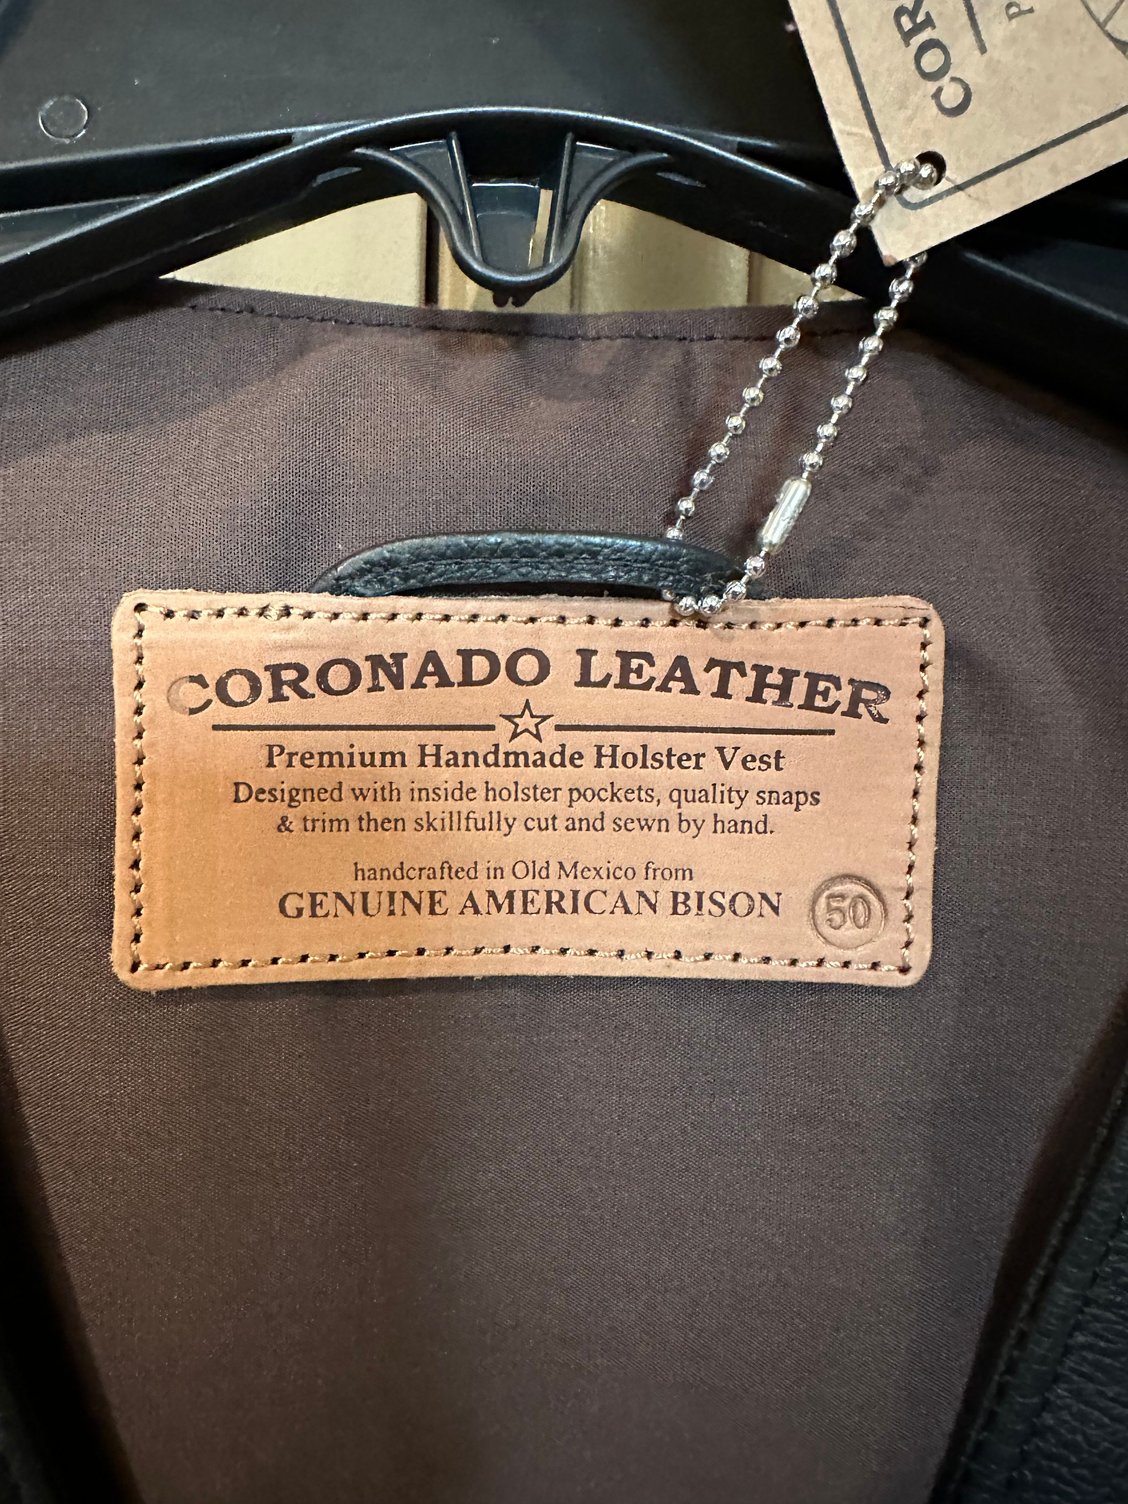 COR
P
CORONADO LEATHER
Premium Handmade Holster Vest
Designed with inside holster pockets, quality snaps
& trim then skillfully cut and sewn by hand.
handcrafted in Old Mexico from
GENUINE AMERICAN BISON
50